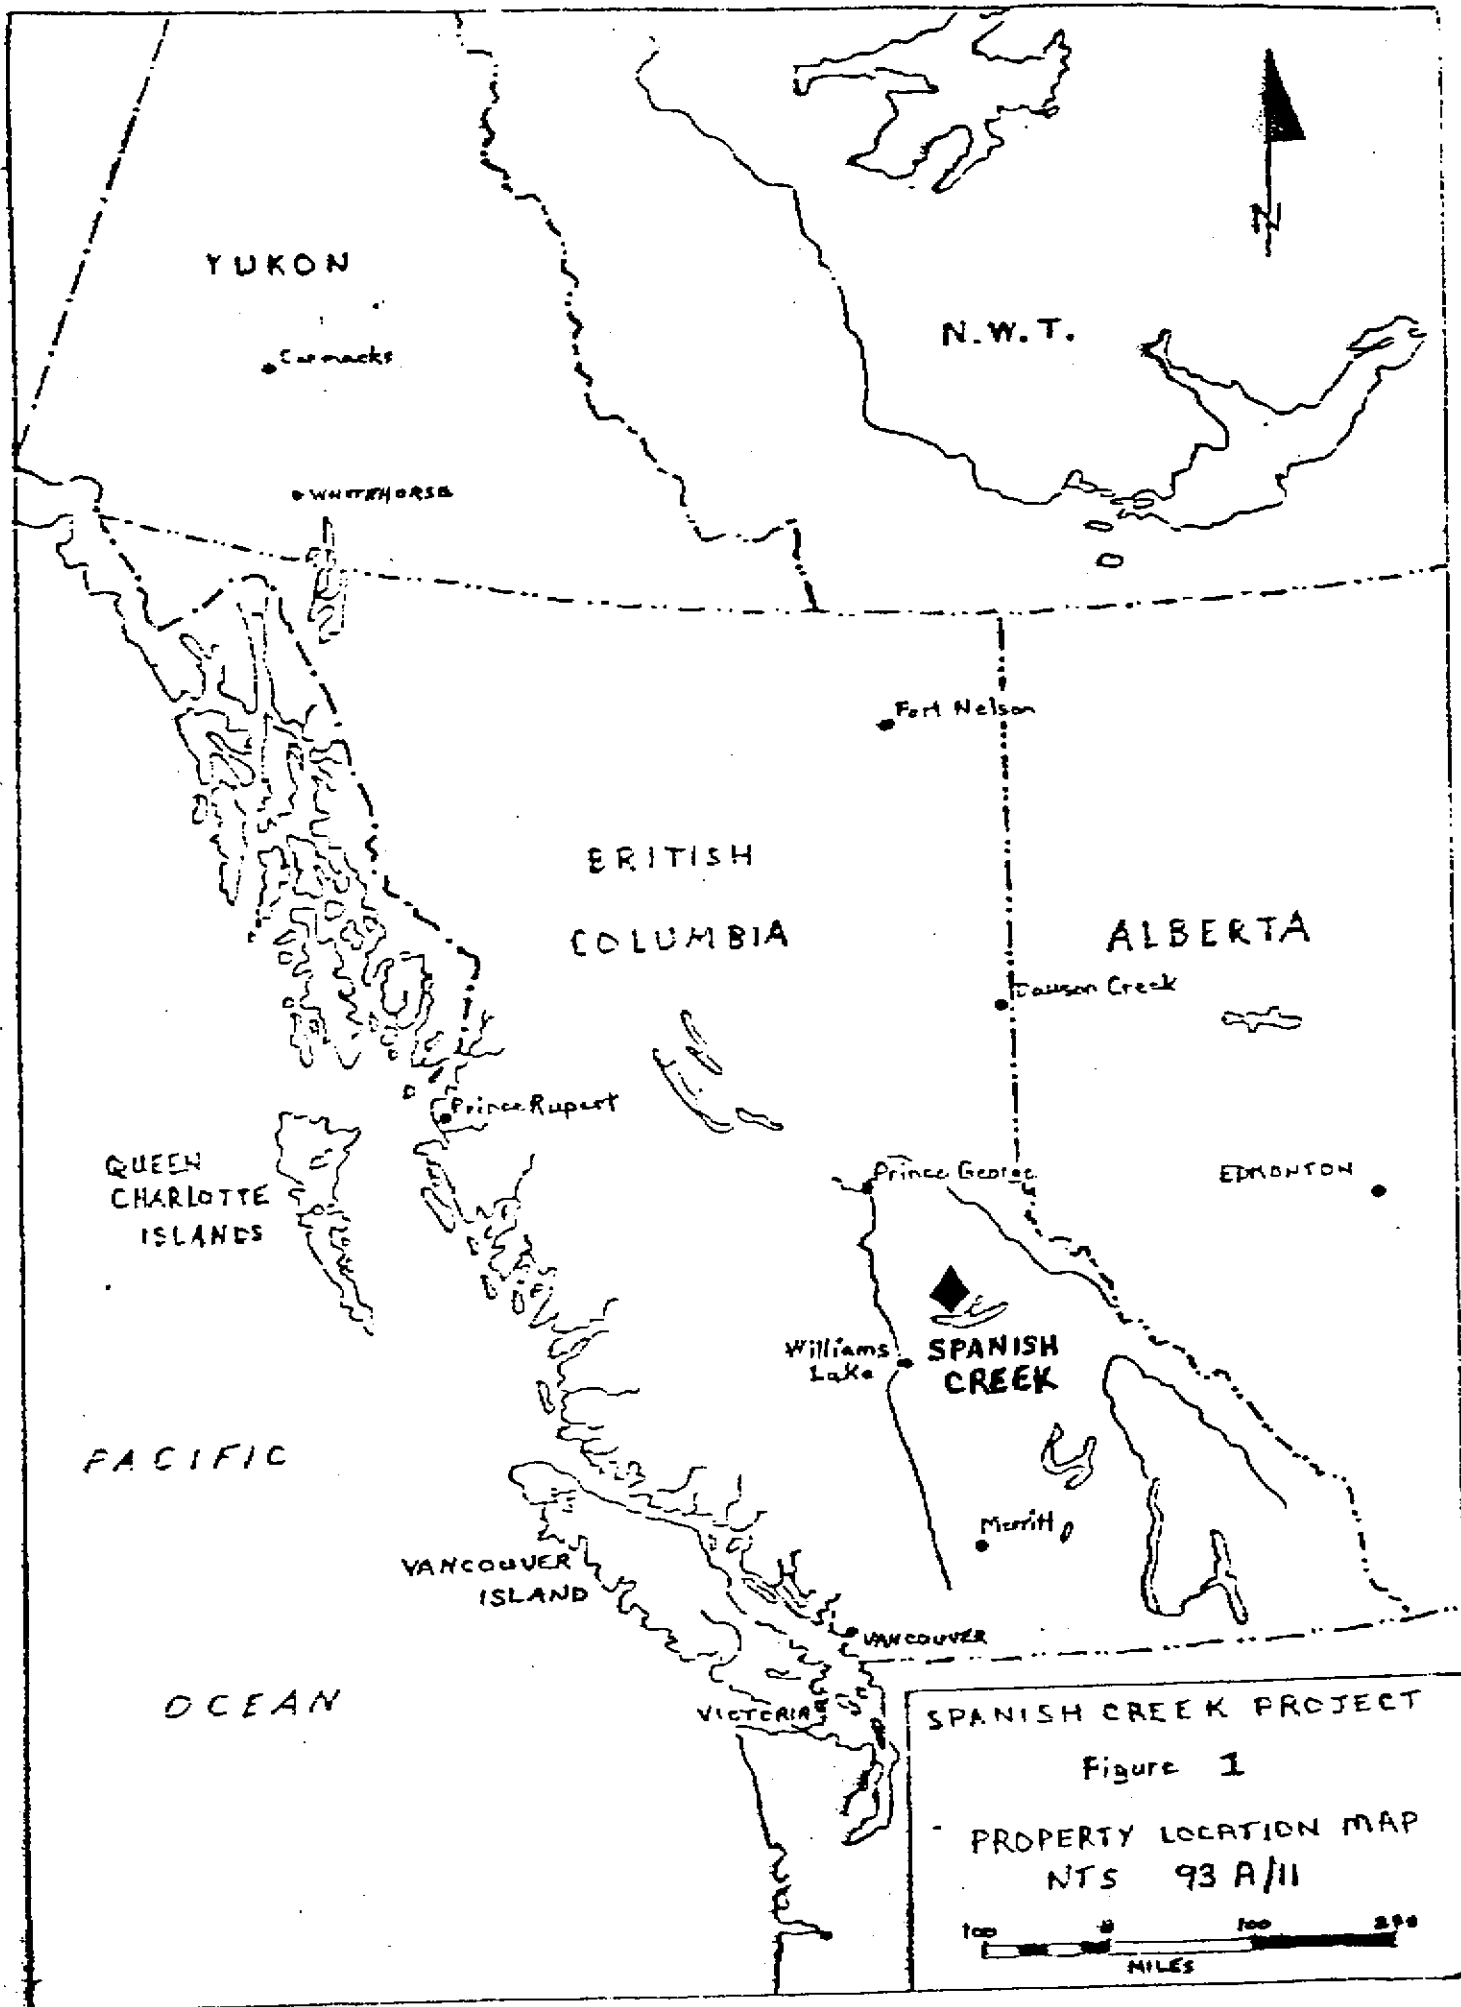 N
YUKON
N.W.T.
Carmacks
WHITEHORSE
Fort Nelson
BRITISH
COLUMBIA
ALBERTA
Dawson Creek
Prince Rupert
QUEEN
CHARLOTTE
ISLANDS
Prince George
EDMONTON
Williams
Lake
SPANISH
CREEK
PACIFIC
Merritt
VANCOUVER
ISLAND
VANCOUVER
OCEAN
VICTORIA
SPANISH CREEK PROJECT
Figure 1
PROPERTY LOCATION MAP
NTS 93 A/11
100 0 100 200
MILES